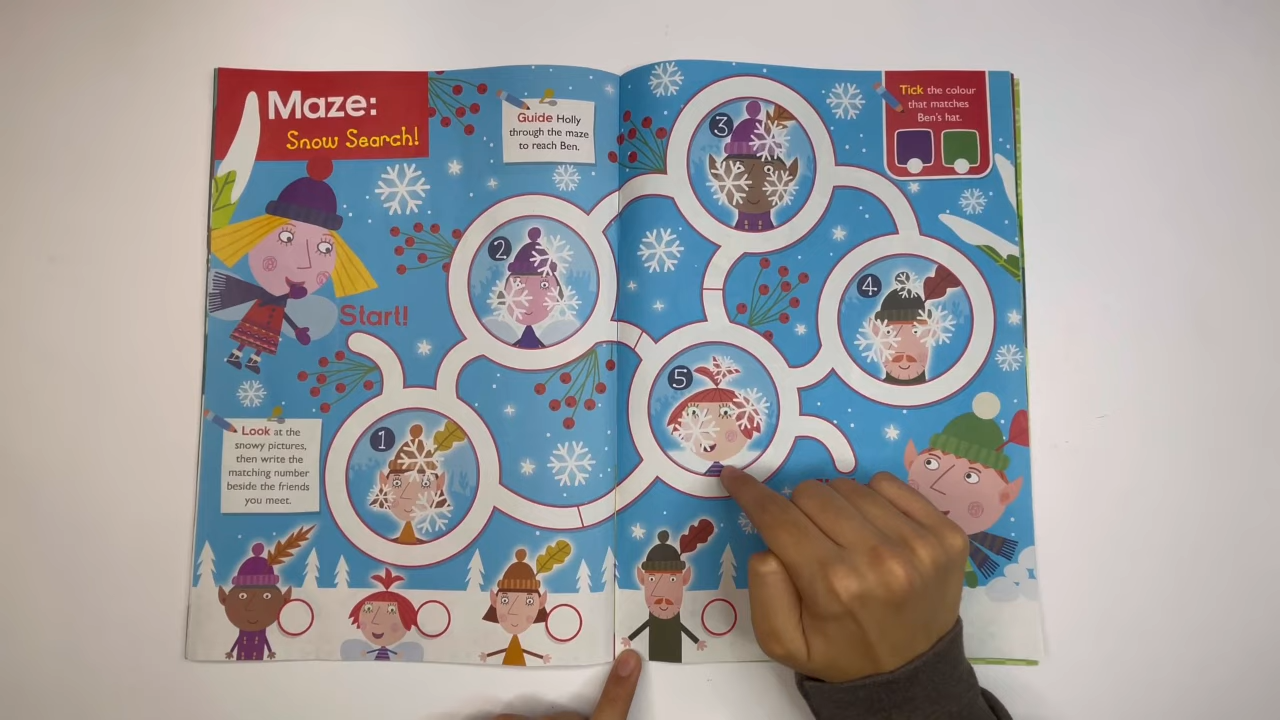 Maze:
Snow Search!
Guide Holly
through the maze
to reach Ben.
Tick the colour
that matches
Ben's hat.
Start!
Look at the
snowy pictures,
then write the
matching number
beside the friends
you meet.
1
2
3
4
5